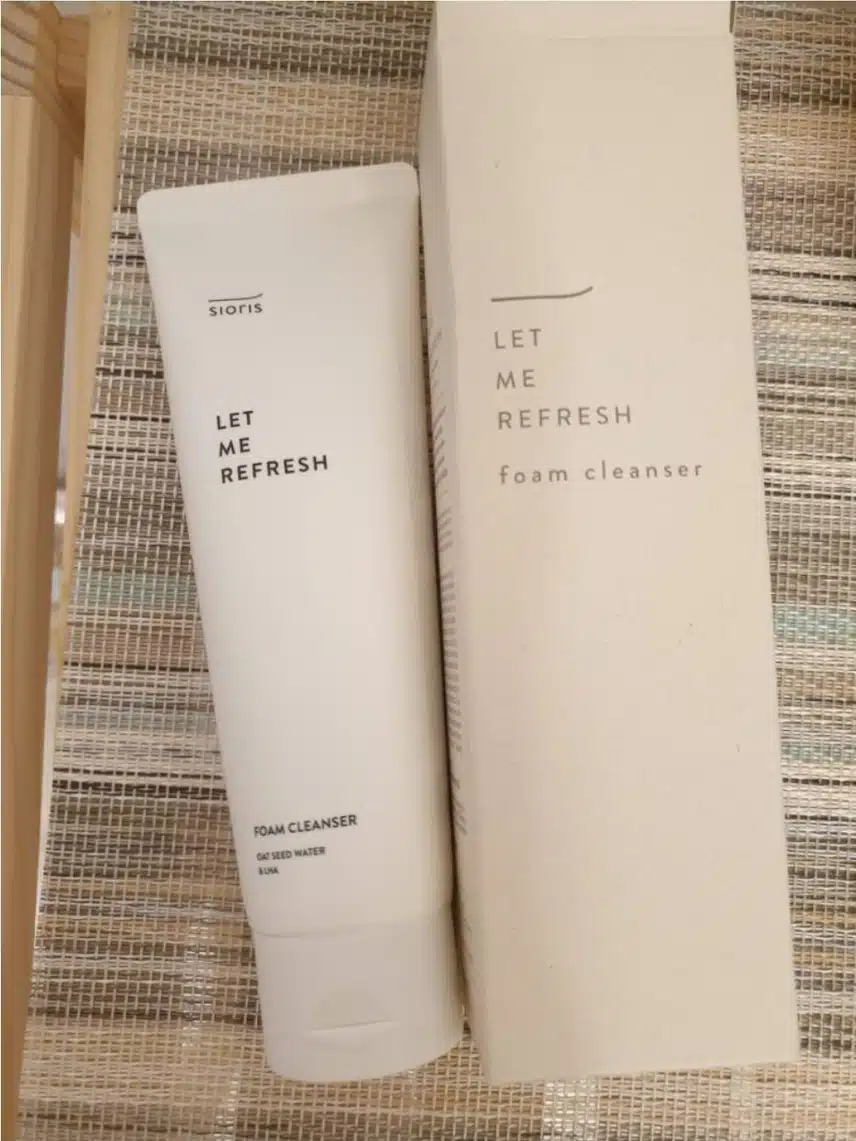 sioris
LET
ME
REFRESH
FOAM CLEANSER
OAT SEED WATER
& LHA
LET
ME
REFRESH
foam cleanser